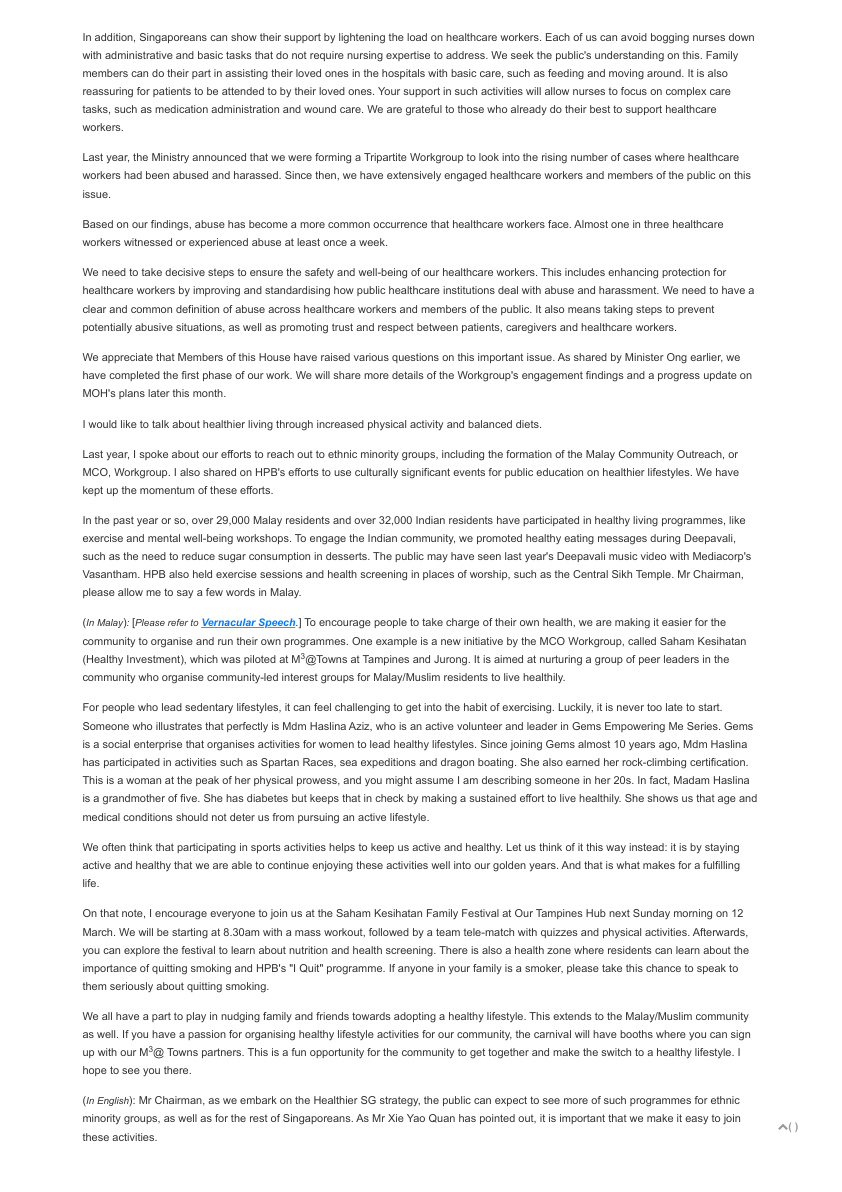 In addition, Singaporeans can show their support by lightening the load on healthcare workers. Each of us can avoid bogging nurses down
with administrative and basic tasks that do not require nursing expertise to address. We seek the public's understanding on this. Family
members can do their part in assisting their loved ones in the hospitals with basic care, such as feeding and moving around. It is also
reassuring for patients to be attended to by their loved ones. Your support in such activities will allow nurses to focus on complex care
tasks, such as medication administration and wound care. We are grateful to those who already do their best to support healthcare
workers.
Last year, the Ministry announced that we were forming a Tripartite Workgroup to look into the rising number of cases where healthcare
workers had been abused and harassed. Since then, we have extensively engaged healthcare workers and members of the public on this
issue.
Based on our findings, abuse has become a more common occurrence that healthcare workers face. Almost one in three healthcare
workers witnessed or experienced abuse at least once a week.
We need to take decisive steps to ensure the safety and well-being of our healthcare workers. This includes enhancing protection for
healthcare workers by improving and standardising how public healthcare institutions deal with abuse and harassment. We need to have a
clear and common definition of abuse across healthcare workers and members of the public. It also means taking steps to prevent
potentially abusive situations, as well as promoting trust and respect between patients, caregivers and healthcare workers.
We appreciate that Members of this House have raised various questions on this important issue. As shared by Minister Ong earlier, we
have completed the first phase of our work. We will share more details of the Workgroup's engagement findings and a progress update on
MOH's plans later this month.
I would like to talk about healthier living through increased physical activity and balanced diets.
Last year, I spoke about our efforts to reach out to ethnic minority groups, including the formation of the Malay Community Outreach, or
MCO, Workgroup. I also shared on HPB's efforts to use culturally significant events for public education on healthier lifestyles. We have
kept up the momentum of these efforts.
In the past year or so, over 29,000 Malay residents and over 32,000 Indian residents have participated in healthy living programmes, like
exercise and mental well-being workshops. To engage the Indian community, we promoted healthy eating messages during Deepavali,
such as the need to reduce sugar consumption in desserts. The public may have seen last year's Deepavali music video with Mediacorp's
Vasantham. HPB also held exercise sessions and health screening in places of worship, such as the Central Sikh Temple. Mr Chairman,
please allow me to say a few words in Malay.
(In Malay): [Please refer to Vernacular Speech.] To encourage people to take charge of their own health, we are making it easier for the
community to organise and run their own programmes. One example is a new initiative by the MCO Workgroup, called Saham Kesihatan
(Healthy Investment), which was piloted at M³@Towns at Tampines and Jurong. It is aimed at nurturing a group of peer leaders in the
community who organise community-led interest groups for Malay/Muslim residents to live healthily.
For people who lead sedentary lifestyles, it can feel challenging to get into the habit of exercising. Luckily, it is never too late to start.
Someone who illustrates that perfectly is Mdm Haslina Aziz, who is an active volunteer and leader in Gems Empowering Me Series. Gems
is a social enterprise that organises activities for women to lead healthy lifestyles. Since joining Gems almost 10 years ago, Mdm Haslina
has participated in activities such as Spartan Races, sea expeditions and dragon boating. She also earned her rock-climbing certification.
This is a woman at the peak of her physical prowess, and you might assume I am describing someone in her 20s. In fact, Madam Haslina
is a grandmother of five. She has diabetes but keeps that in check by making a sustained effort to live healthily. She shows us that age and
medical conditions should not deter us from pursuing an active lifestyle.
We often think that participating in sports activities helps to keep us active and healthy. Let us think of it this way instead: it is by staying
active and healthy that we are able to continue enjoying these activities well into our golden years. And that is what makes for a fulfilling
life.
On that note, I encourage everyone to join us at the Saham Kesihatan Family Festival at Our Tampines Hub next Sunday morning on 12
March. We will be starting at 8.30am with a mass workout, followed by a team tele-match with quizzes and physical activities. Afterwards,
you can explore the festival to learn about nutrition and health screening. There is also a health zone where residents can learn about the
importance of quitting smoking and HPB's "I Quit" programme. If anyone in your family is a smoker, please take this chance to speak to
them seriously about quitting smoking.
We all have a part to play in nudging family and friends towards adopting a healthy lifestyle. This extends to the Malay/Muslim community
as well. If you have a passion for organising healthy lifestyle activities for our community, the carnival will have booths where you can sign
up with our M³@ Towns partners. This is a fun opportunity for the community to get together and make the switch to a healthy lifestyle. I
hope to see you there.
(In English): Mr Chairman, as we embark on the Healthier SG strategy, the public can expect to see more of such programmes for ethnic
minority groups, as well as for the rest of Singaporeans. As Mr Xie Yao Quan has pointed out, it is important that we make it easy to join
these activities.
( )